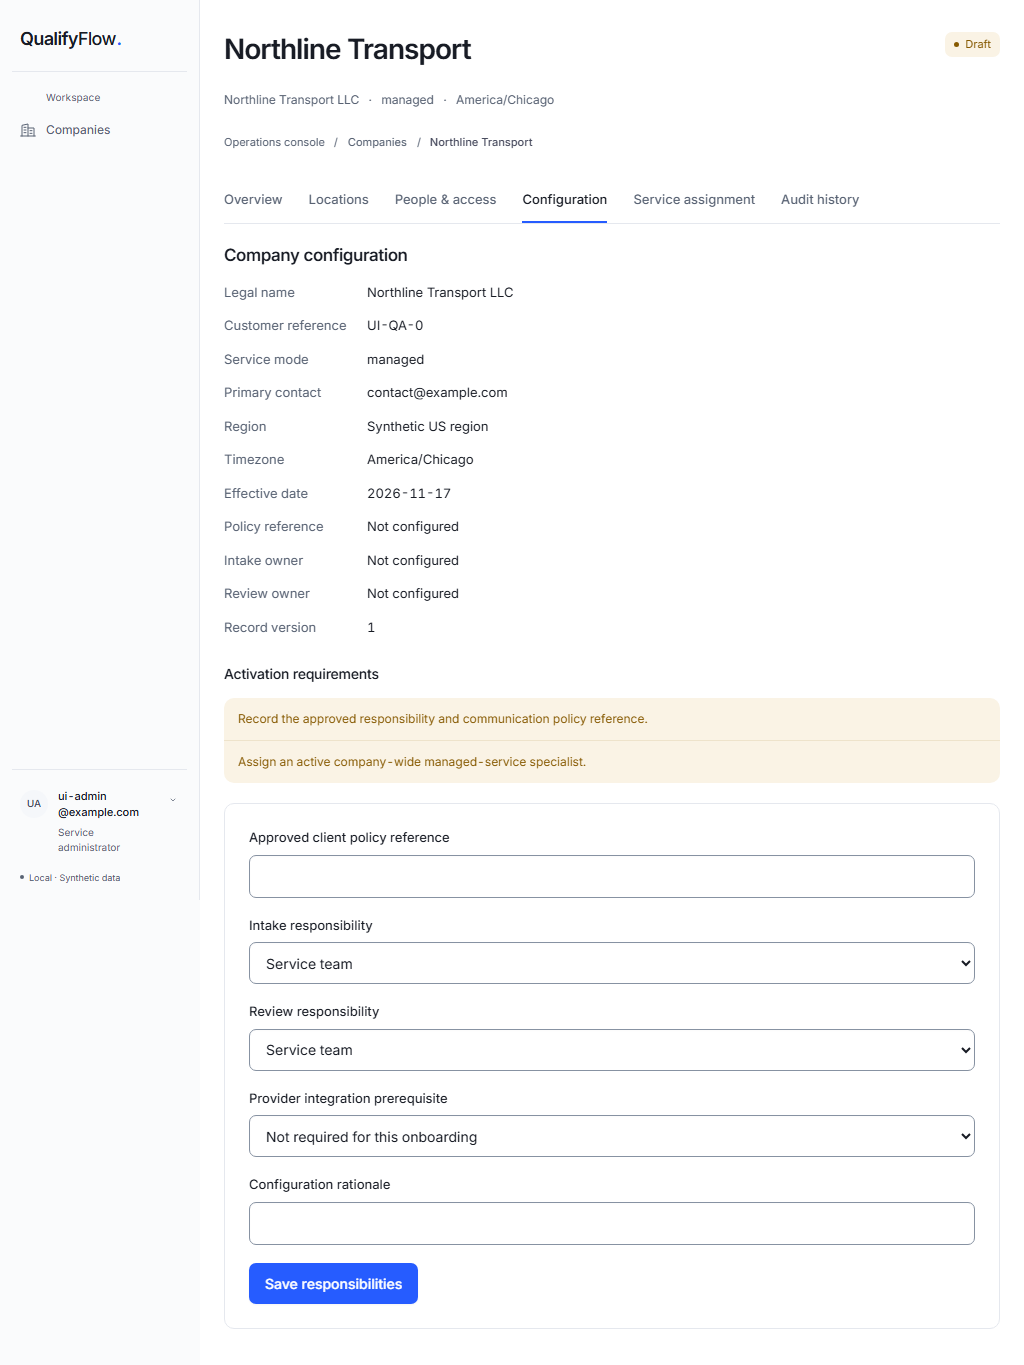 QualifyFlow.
Workspace
Companies
ui-admin
@example.com
UA
Service
administrator
Local · Synthetic data
Northline Transport
Draft
Northline Transport LLC · managed · America/Chicago
Operations console / Companies / Northline Transport
Overview Locations People & access Configuration Service assignment Audit history
Company configuration
Legal name Northline Transport LLC
Customer reference UI-QA-0
Service mode managed
Primary contact contact@example.com
Region Synthetic US region
Timezone America/Chicago
Effective date 2026-11-17
Policy reference Not configured
Intake owner Not configured
Review owner Not configured
Record version 1
Activation requirements
Record the approved responsibility and communication policy reference.
Assign an active company-wide managed-service specialist.
Approved client policy reference
Intake responsibility
Service team
Review responsibility
Service team
Provider integration prerequisite
Not required for this onboarding
Configuration rationale
Save responsibilities